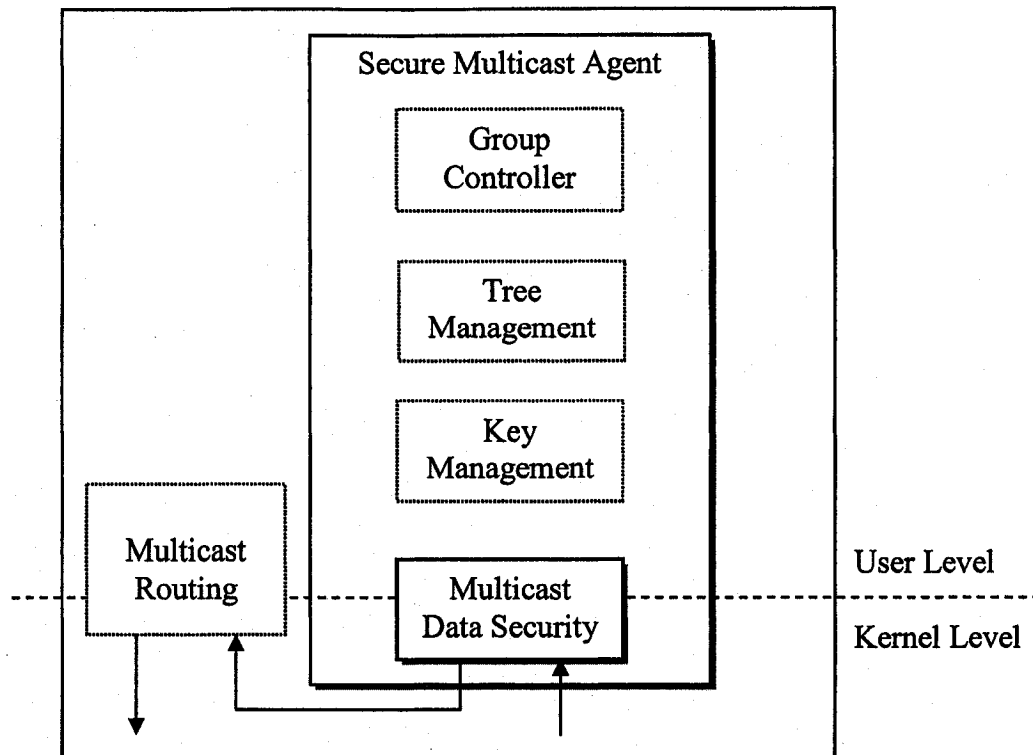 Secure Multicast Agent
Group
Controller
Tree
Management
Key
Management
Multicast
Routing
Multicast
Data Security
User Level
Kernel Level